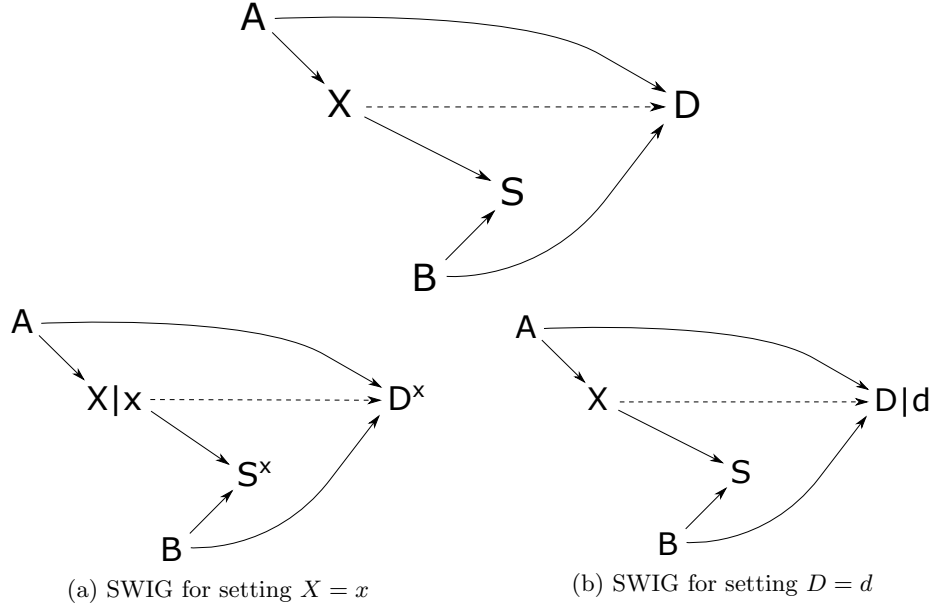 A
X
D
S
B
A
X|x
D^x
S^x
B
(a) SWIG for setting X = x
A
X
D|d
S
B
(b) SWIG for setting D = d